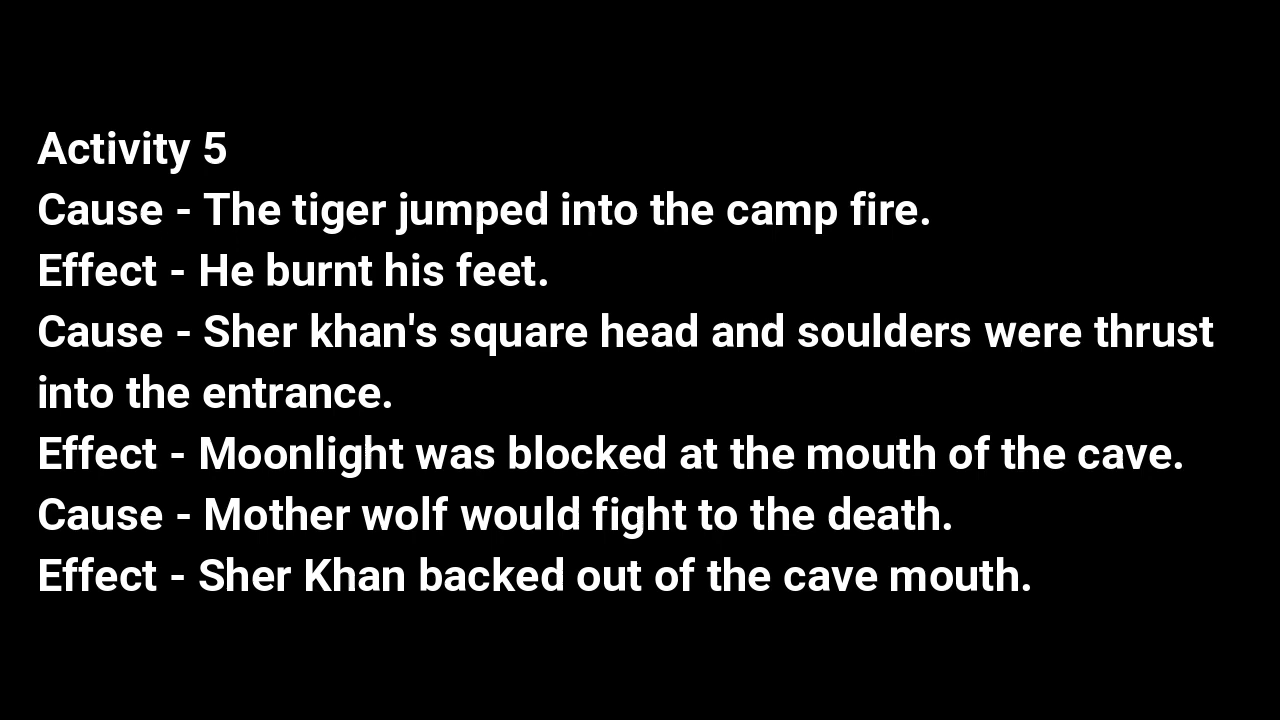 Activity 5
Cause - The tiger jumped into the camp fire.
Effect - He burnt his feet.
Cause - Sher khan's square head and soulders were thrust
into the entrance.
Effect - Moonlight was blocked at the mouth of the cave.
Cause - Mother wolf would fight to the death.
Effect - Sher Khan backed out of the cave mouth.